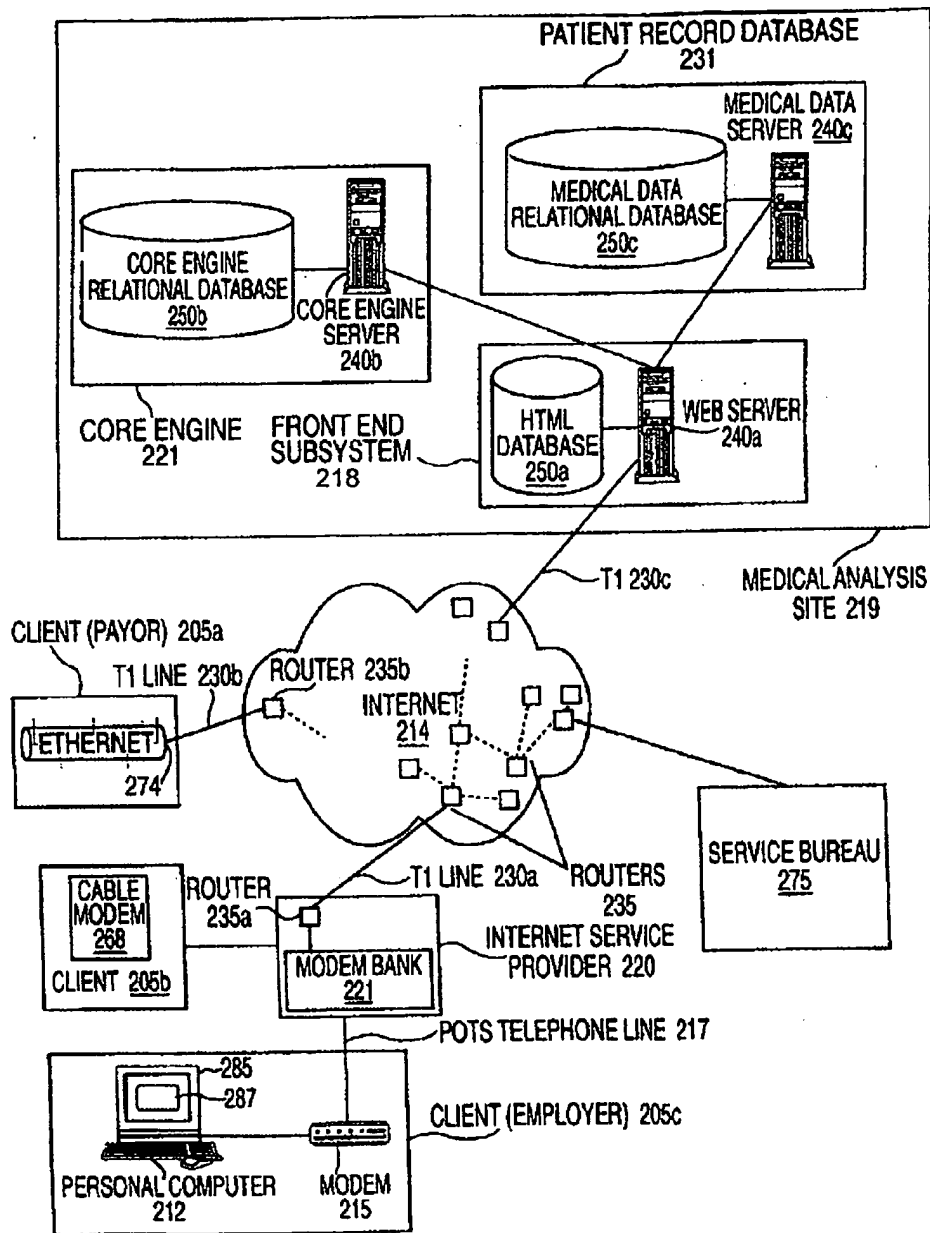 PATIENT RECORD DATABASE
231
MEDICAL DATA
SERVER 240c
MEDICAL DATA
RELATIONAL DATABASE
250c
CORE ENGINE
RELATIONAL DATABASE
250b
CORE ENGINE
SERVER
240b
CORE ENGINE
221
FRONT END
SUBSYSTEM
218
HTML
DATABASE
250a
WEB SERVER
240a
T1 230c
MEDICAL ANALYSIS
SITE 219
CLIENT (PAYOR) 205a
T1 LINE 230b
ROUTER 235b
INTERNET
214
ETHERNET
274
SERVICE BUREAU
275
T1 LINE 230a
ROUTERS
235
CABLE
MODEM
268
CLIENT 205b
ROUTER
235a
MODEM BANK
221
INTERNET SERVICE
PROVIDER 220
POTS TELEPHONE LINE 217
285
287
CLIENT (EMPLOYER) 205c
PERSONAL COMPUTER
212
MODEM
215